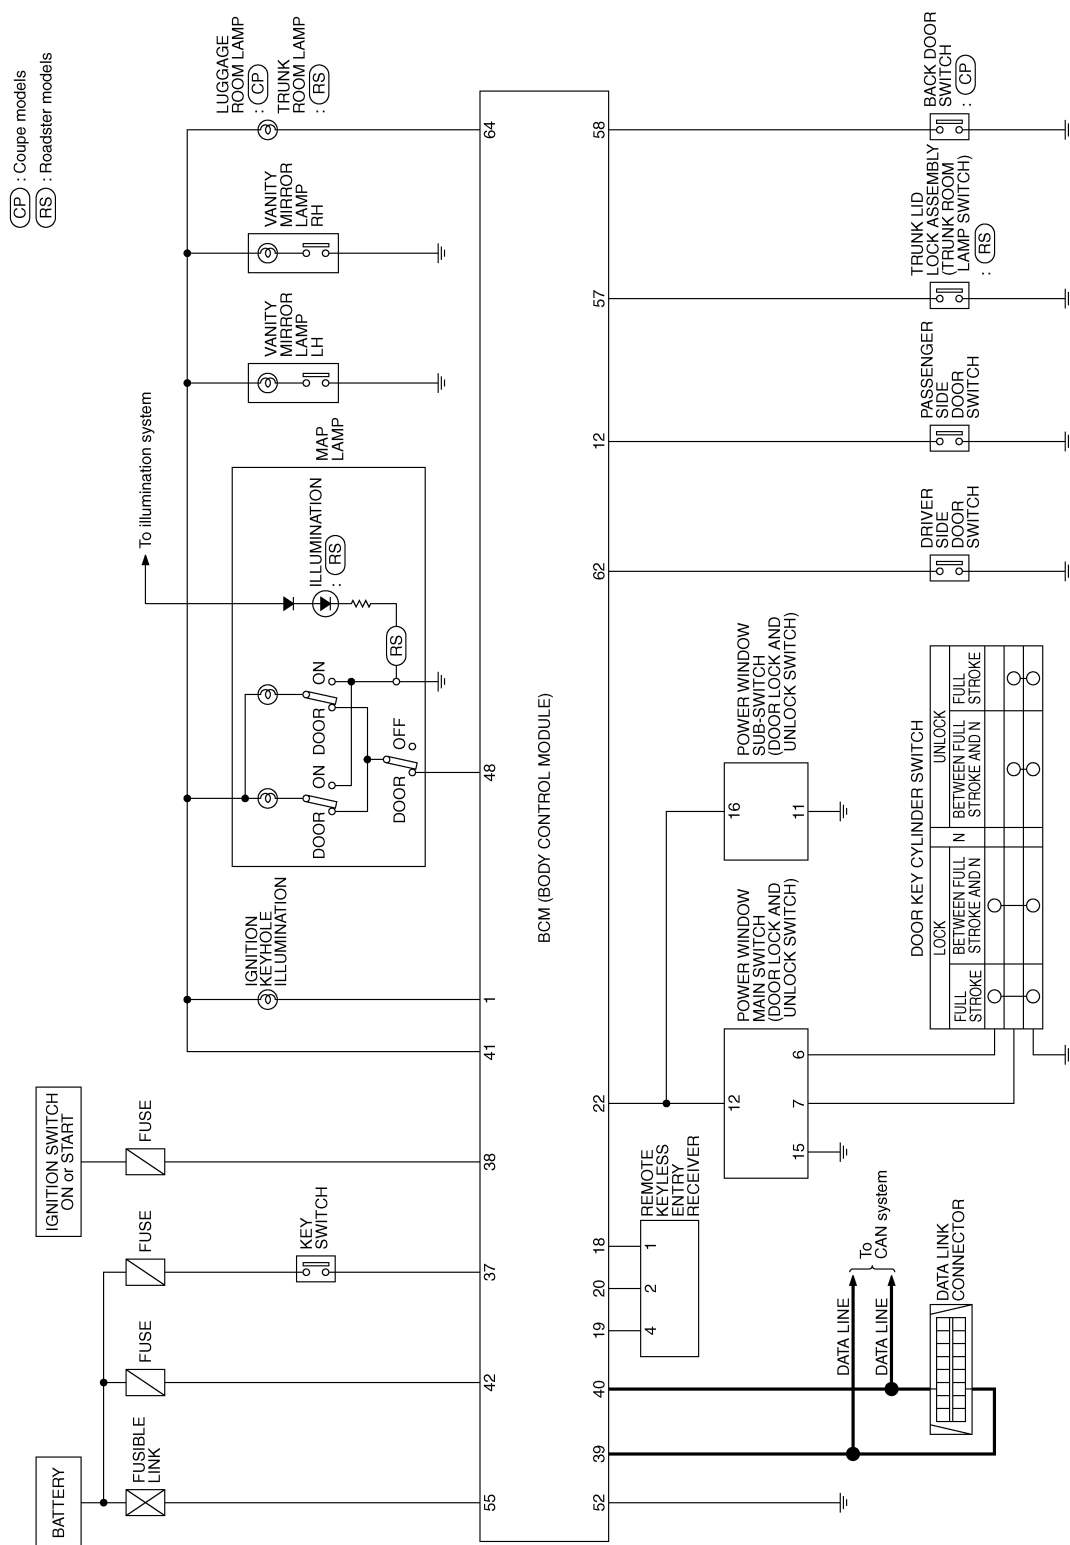 CP : Coupe models
RS : Roadster models
BATTERY
IGNITION SWITCH
ON or START
FUSIBLE
LINK
FUSE
FUSE
FUSE
KEY
SWITCH
IGNITION
KEYHOLE
ILLUMINATION
To illumination system
MAP
LAMP
DOOR
ON
DOOR
ON
DOOR
OFF
ILLUMINATION
: RS
RS
VANITY
MIRROR
LAMP
LH
VANITY
MIRROR
LAMP
RH
LUGGAGE
ROOM LAMP
: CP
TRUNK
ROOM LAMP
: RS
55
42
37
38
41
1
48
64
BCM (BODY CONTROL MODULE)
52
39
40
19
20
18
22
62
12
57
58
4
2
1
REMOTE
KEYLESS
ENTRY
RECEIVER
12
15
7
6
POWER WINDOW
MAIN SWITCH
(DOOR LOCK AND
UNLOCK SWITCH)
16
11
POWER WINDOW
SUB-SWITCH
(DOOR LOCK AND
UNLOCK SWITCH)
DATA LINE
DATA LINE
To
CAN system
DATA LINK
CONNECTOR
DOOR KEY CYLINDER SWITCH
LOCK
N
UNLOCK
FULL
STROKE
BETWEEN FULL
STROKE AND N
BETWEEN FULL
STROKE AND N
FULL
STROKE
DRIVER
SIDE
DOOR
SWITCH
PASSENGER
SIDE
DOOR
SWITCH
TRUNK LID
LOCK ASSEMBLY
(TRUNK ROOM
LAMP SWITCH)
: RS
BACK DOOR
SWITCH
: CP